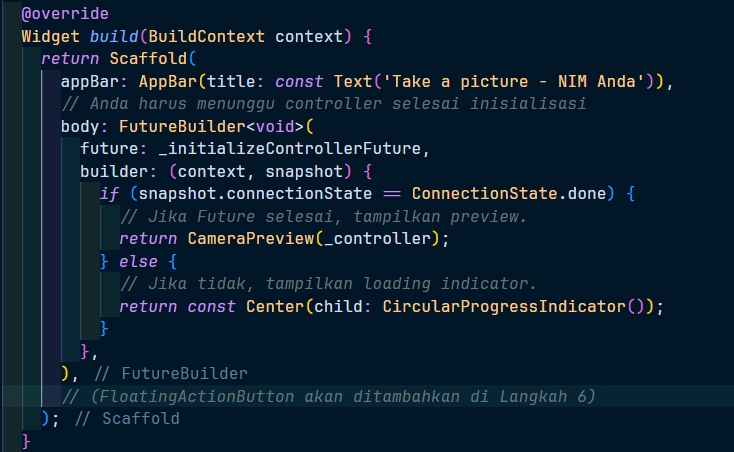 @override
Widget build(BuildContext context) {
  return Scaffold(
    appBar: AppBar(title: const Text('Take a picture - NIM Anda')),
    // Anda harus menunggu controller selesai inisialisasi
    body: FutureBuilder<void>(
      future: _initializeControllerFuture,
      builder: (context, snapshot) {
        if (snapshot.connectionState == ConnectionState.done) {
          // Jika Future selesai, tampilkan preview.
          return CameraPreview(_controller);
        } else {
          // Jika tidak, tampilkan loading indicator.
          return const Center(child: CircularProgressIndicator());
        }
      },
    ), // FutureBuilder
    // (FloatingActionButton akan ditambahkan di Langkah 6)
  ); // Scaffold
}